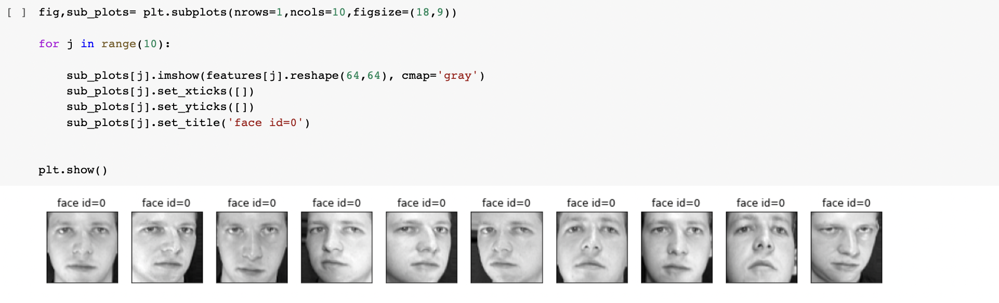 [ ] fig,sub_plots= plt.subplots(nrows=1,ncols=10,figsize=(18,9))
for j in range(10):
sub_plots[j].imshow(features[j].reshape(64,64), cmap='gray')
sub_plots[j].set_xticks([])
sub_plots[j].set_yticks([])
sub_plots[j].set_title('face id=0')
plt.show()
face id=0 face id=0 face id=0 face id=0 face id=0 face id=0 face id=0 face id=0 face id=0 face id=0